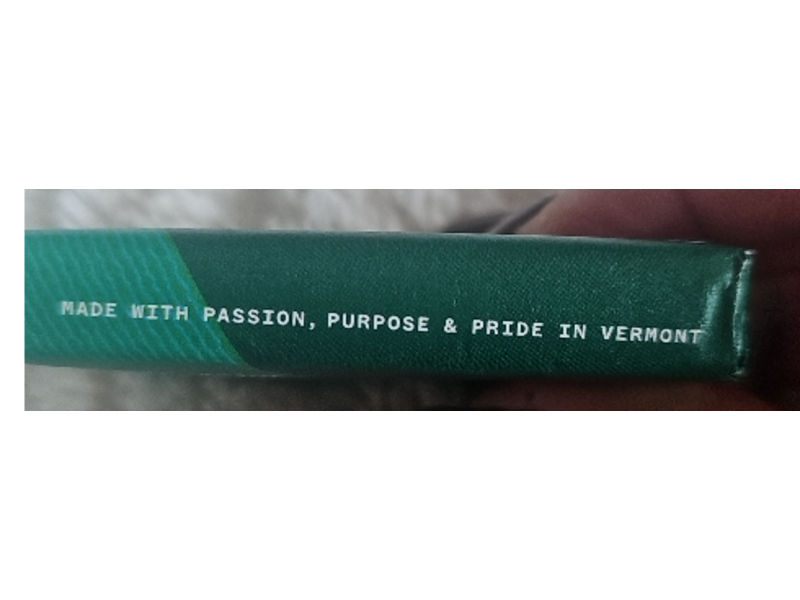 MADE WITH PASSION, PURPOSE & PRIDE IN VERMONT